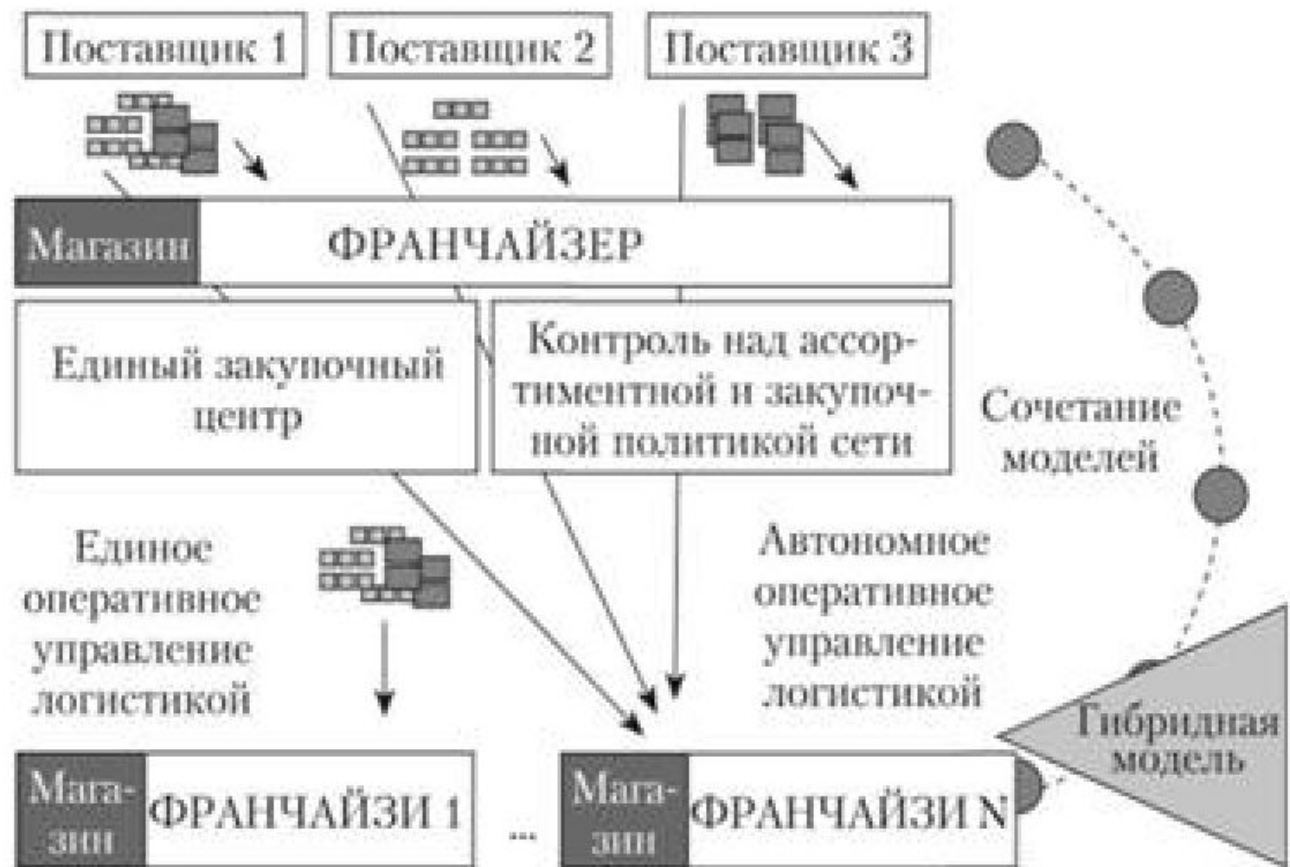 Поставщик 1
Поставщик 2
Поставщик 3
Магазин
ФРАНЧАЙЗЕР
Единый закупочный
центр
Контроль над ассор-
тиментной и закупоч-
ной политикой сети
Сочетание
моделей
Единое
оперативное
управление
логистикой
Автономное
оперативное
управление
логистикой
Гибридная
модель
Мага-
зин
ФРАНЧАЙЗИ 1
...
Мага-
зин
ФРАНЧАЙЗИ N